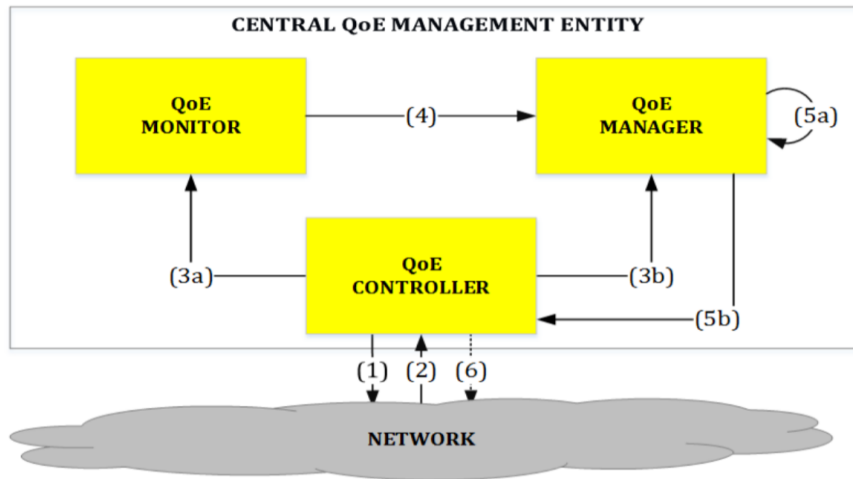 CENTRAL QoE MANAGEMENT ENTITY
QoE
MONITOR
(4)
QoE
MANAGER
(5a)
(3a)
QoE
CONTROLLER
(3b)
(5b)
(1)
(2)
(6)
NETWORK